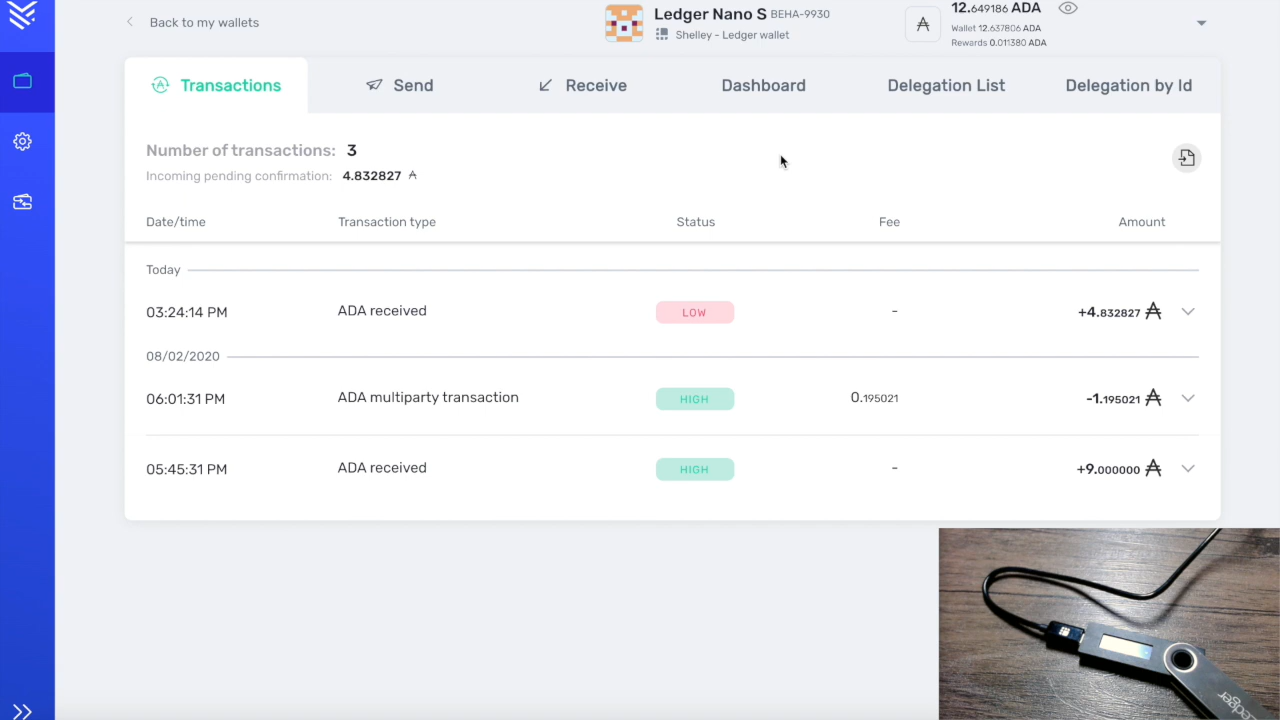 Back to my wallets
Ledger Nano S BEHA-9930
Shelley - Ledger wallet
12.649186 ADA
Wallet 12.637806 ADA
Rewards 0.011380 ADA
Transactions
Send
Receive
Dashboard
Delegation List
Delegation by Id
Number of transactions: 3
Incoming pending confirmation: 4.832827 ₳
Date/time Transaction type Status Fee Amount
Today
03:24:14 PM ADA received LOW - +4.832827 ₳
08/02/2020
06:01:31 PM ADA multiparty transaction HIGH 0.195021 -1.195021 ₳
05:45:31 PM ADA received HIGH - +9.000000 ₳
Ledger